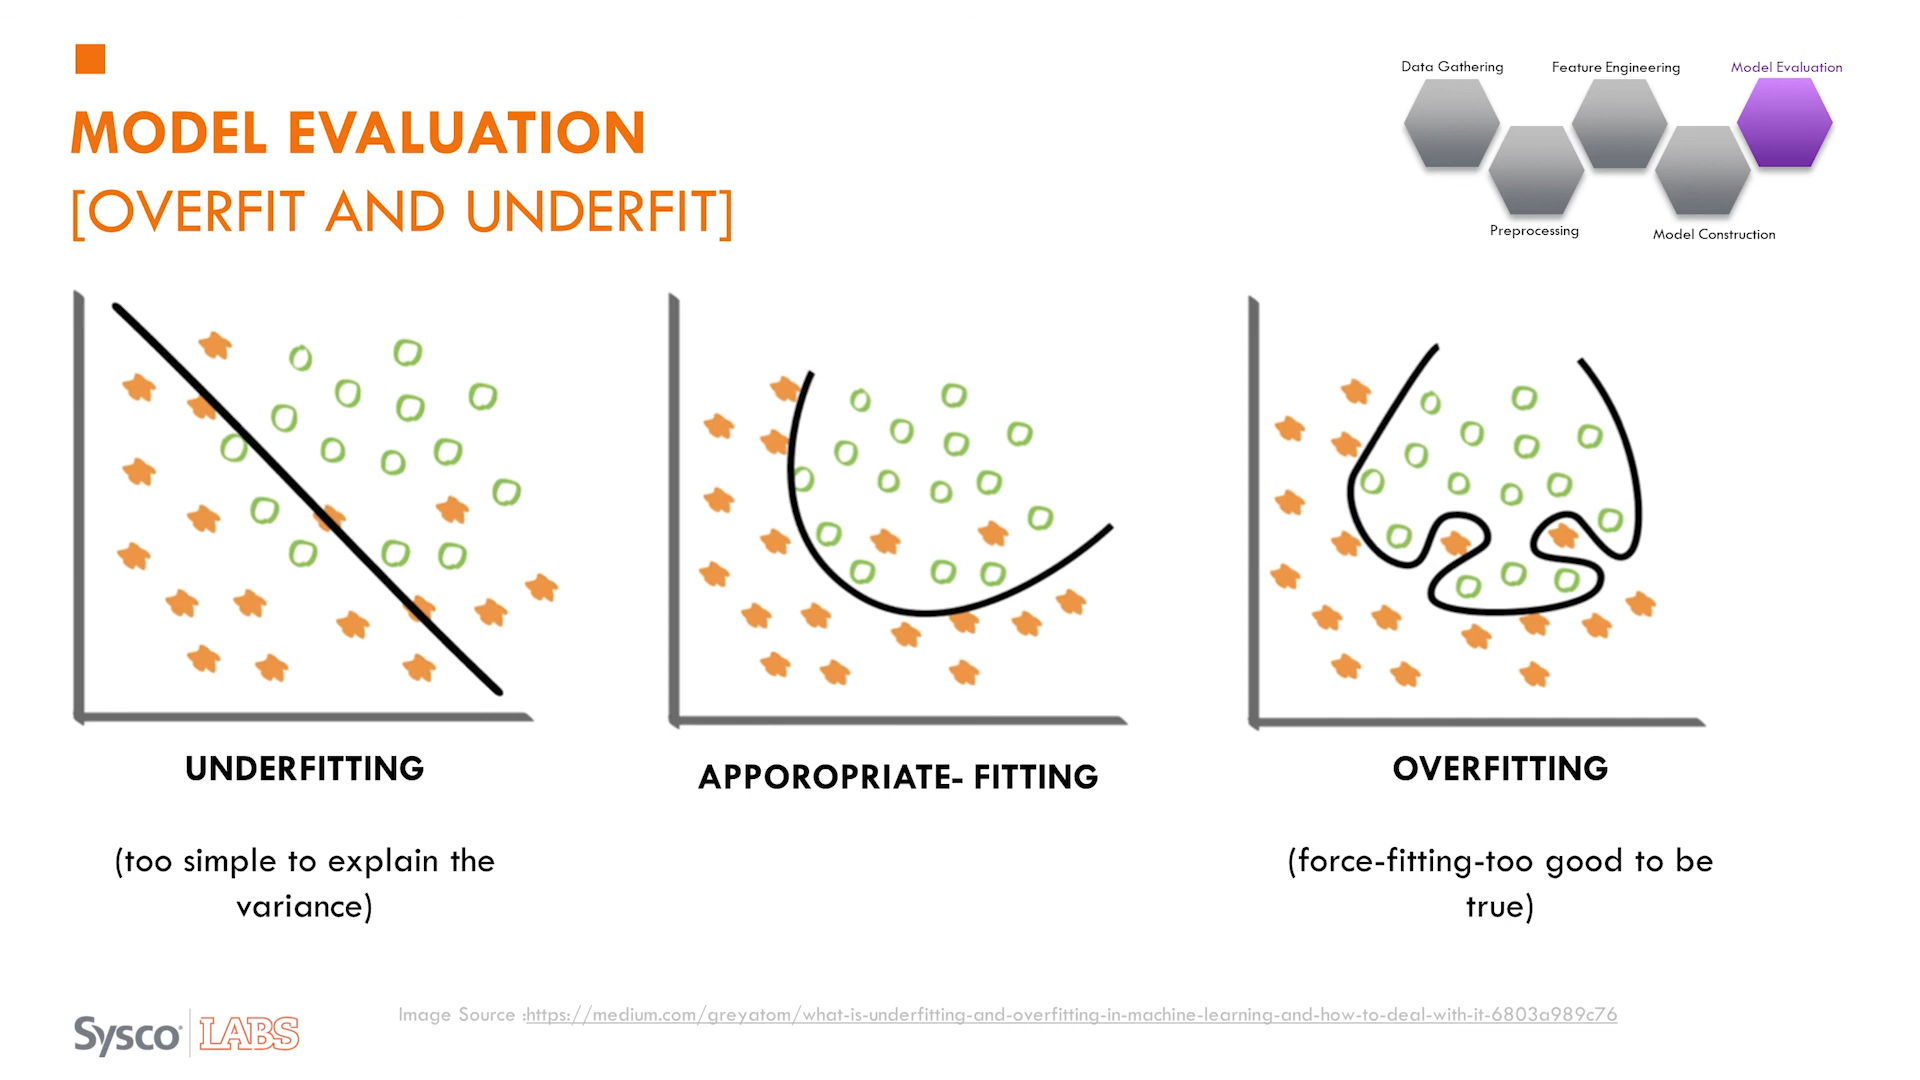 MODEL EVALUATION
[OVERFIT AND UNDERFIT]
Data Gathering
Feature Engineering
Model Evaluation
Preprocessing
Model Construction
UNDERFITTING
APPOROPRIATE- FITTING
OVERFITTING
(too simple to explain the
variance)
(force-fitting-too good to be
true)
Sysco LABS
Image Source :https://medium.com/greyatom/what-is-underfitting-and-overfitting-in-machine-learning-and-how-to-deal-with-it-6803a989c76